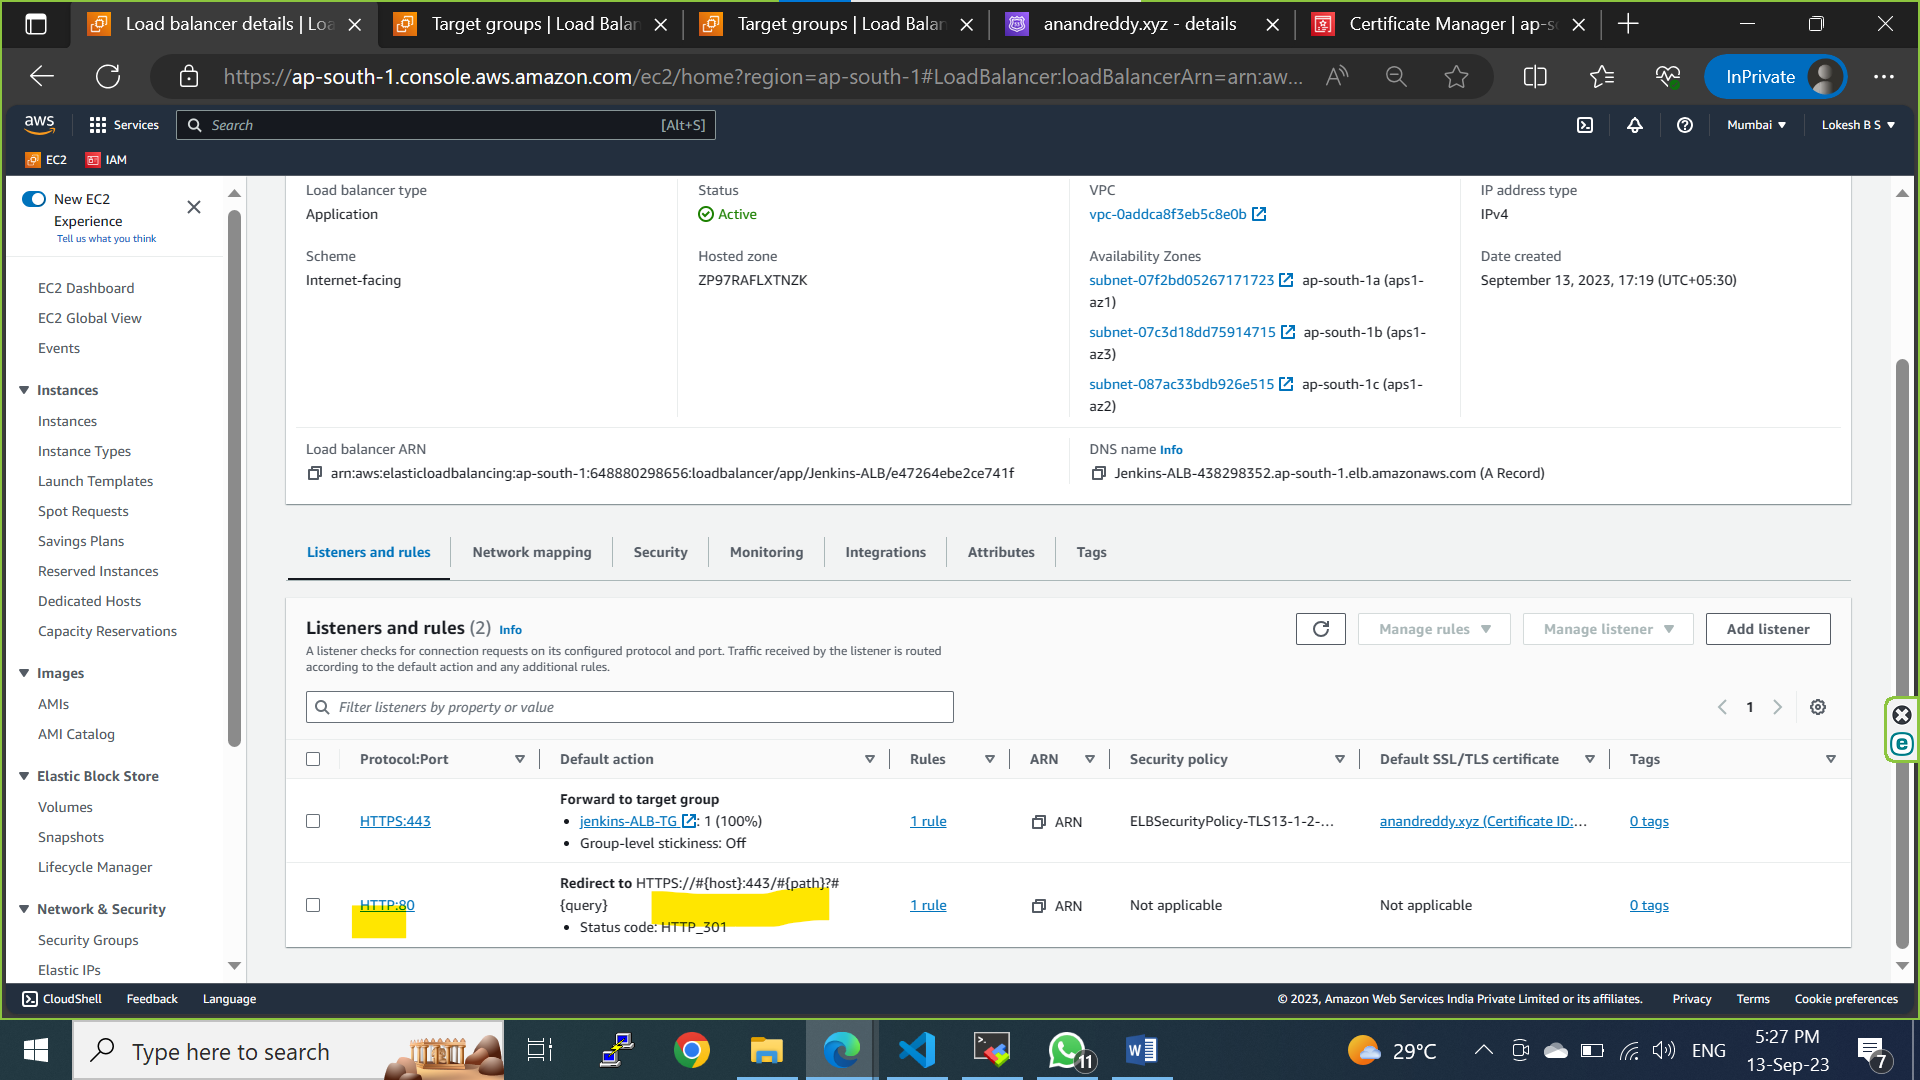 Load balancer details | Loa
Target groups | Load Balan
Target groups | Load Balan
anandreddy.xyz - details
Certificate Manager | ap-s
https://ap-south-1.console.aws.amazon.com/ec2/home?region=ap-south-1#LoadBalancer:loadBalancerArn=arn:aw...
InPrivate
aws
Services
Search
[Alt+S]
Mumbai
Lokesh B S
EC2
IAM
New EC2
Experience
Tell us what you think
EC2 Dashboard
EC2 Global View
Events
Instances
Instances
Instance Types
Launch Templates
Spot Requests
Savings Plans
Reserved Instances
Dedicated Hosts
Capacity Reservations
Images
AMIs
AMI Catalog
Elastic Block Store
Volumes
Snapshots
Lifecycle Manager
Network & Security
Security Groups
Elastic IPs
Load balancer type
Application
Status
Active
VPC
vpc-0addca8f3eb5c8e0b
IP address type
IPv4
Scheme
Internet-facing
Hosted zone
ZP97RAFLXTNZK
Availability Zones
subnet-07f2bd05267171723 ap-south-1a (aps1-
az1)
subnet-07c3d18dd75914715 ap-south-1b (aps1-
az3)
subnet-087ac33bdb926e515 ap-south-1c (aps1-
az2)
Date created
September 13, 2023, 17:19 (UTC+05:30)
Load balancer ARN
arn:aws:elasticloadbalancing:ap-south-1:648880298656:loadbalancer/app/Jenkins-ALB/e47264ebe2ce741f
DNS name Info
Jenkins-ALB-438298352.ap-south-1.elb.amazonaws.com (A Record)
Listeners and rules
Network mapping
Security
Monitoring
Integrations
Attributes
Tags
Listeners and rules (2) Info
A listener checks for connection requests on its configured protocol and port. Traffic received by the listener is routed
according to the default action and any additional rules.
Manage rules
Manage listener
Add listener
Filter listeners by property or value
1
Protocol:Port
Default action
Rules
ARN
Security policy
Default SSL/TLS certificate
Tags
HTTPS:443
Forward to target group
• jenkins-ALB-TG : 1 (100%)
• Group-level stickiness: Off
1 rule
ARN
ELBSecurityPolicy-TLS13-1-2-...
anandreddy.xyz (Certificate ID:...
0 tags
HTTP:80
Redirect to HTTPS://#{host}:443/#{path}?#
{query}
• Status code: HTTP_301
1 rule
ARN
Not applicable
Not applicable
0 tags
CloudShell
Feedback
Language
© 2023, Amazon Web Services India Private Limited or its affiliates.
Privacy
Terms
Cookie preferences
Type here to search
11
29°C
ENG
5:27 PM
13-Sep-23
7